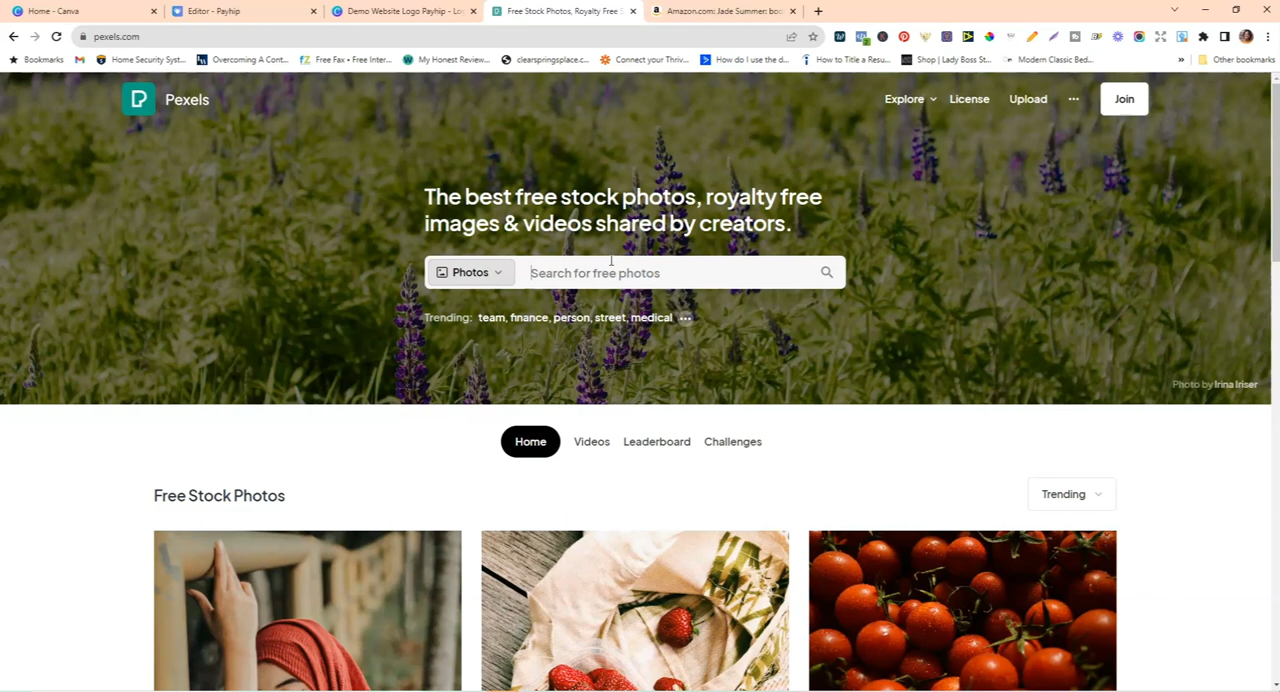 Home - Canva
Editor - Payhip
Demo Website Logo Payhip - Lo
Free Stock Photos, Royalty Free S
Amazon.com: Jade Summer: boo
pexels.com
Bookmarks
Home Security Syst...
Overcoming A Cont...
Free Fax • Free Inter...
My Honest Review...
clearspringsplace.c...
Connect your Thriv...
How do I use the d...
How to Title a Resu...
Shop | Lady Boss St...
Modern Classic Bed...
»
Other bookmarks
Pexels
Explore
License
Upload
Join
The best free stock photos, royalty free
images & videos shared by creators.
Photos
Search for free photos
Trending: team, finance, person, street, medical ...
Photo by Irina Iriser
Home
Videos
Leaderboard
Challenges
Free Stock Photos
Trending